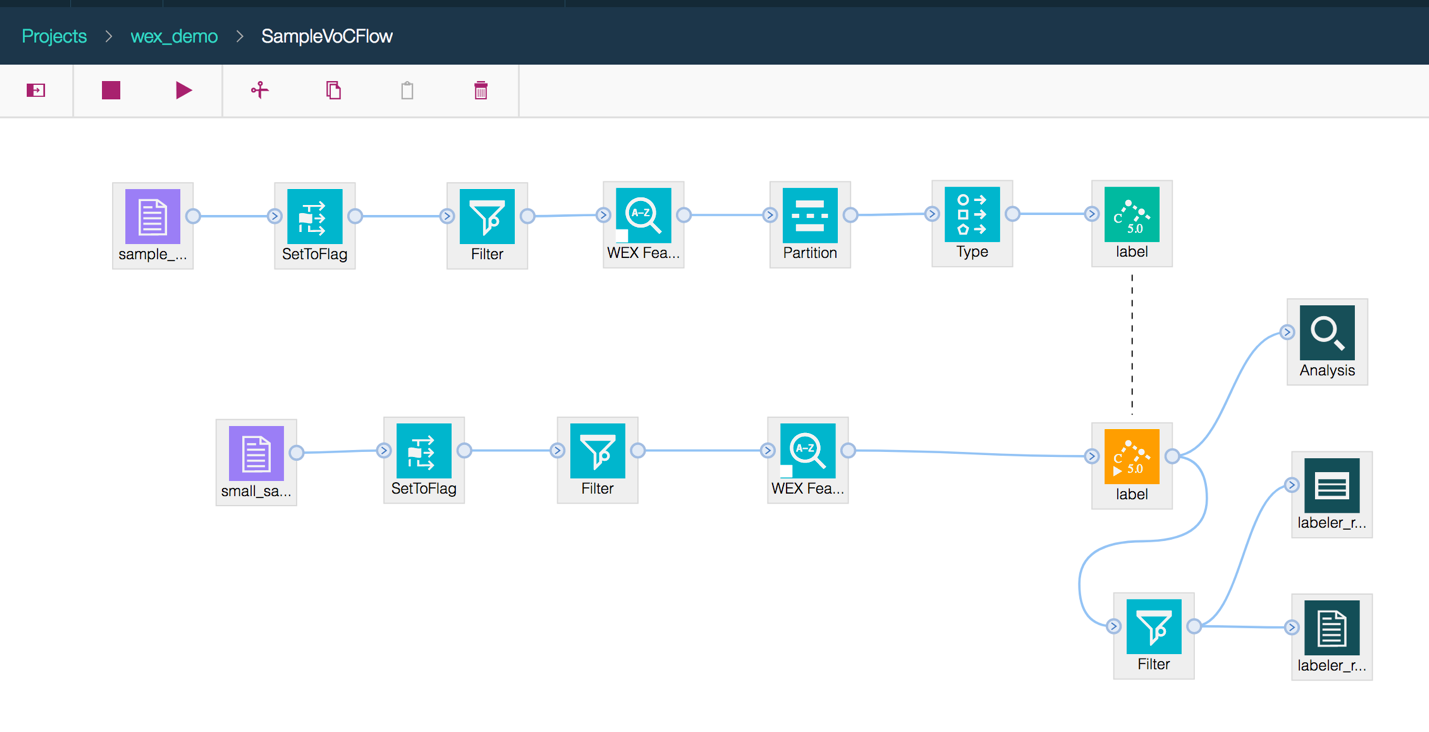 Projects > wex_demo > SampleVoCFlow
sample_...
SetToFlag
Filter
A-Z
WEX Fea...
Partition
Type
C 5.0
label
Analysis
small_sa...
SetToFlag
Filter
A-Z
WEX Fea...
C 5.0
label
labeler_r...
Filter
labeler_r...